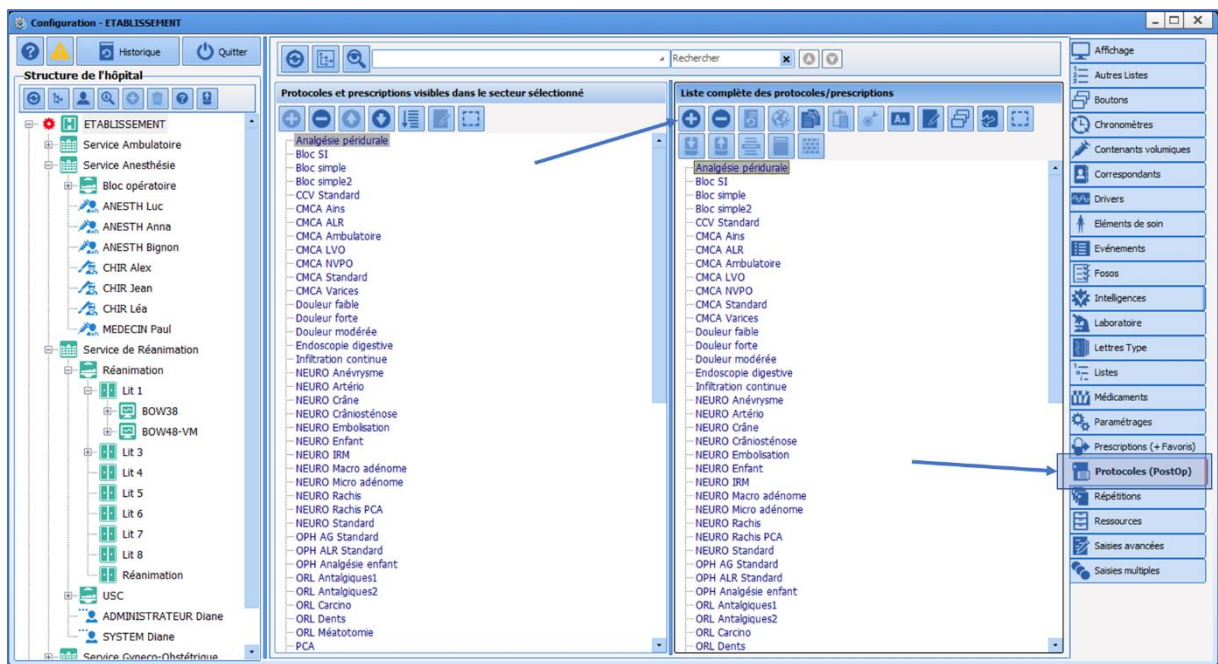 Configuration - ETABLISSEMENT
Historique
Quitter
Structure de l'hôpital
ETABLISSEMENT
Service Ambulatoire
Service Anesthésie
Bloc opératoire
ANESTH Luc
ANESTH Anna
ANESTH Bignon
CHIR Alex
CHIR Jean
CHIR Léa
MEDECIN Paul
Service de Réanimation
Réanimation
Lit 1
BOW38
BOW48-VM
Lit 3
Lit 4
Lit 5
Lit 6
Lit 7
Lit 8
Réanimation
USC
ADMINISTRATEUR Diane
SYSTEM Diane
Service Gyneco-Obstétrique
Rechercher
Protocoles et prescriptions visibles dans le secteur sélectionné
Analgésie péridurale
Bloc SI
Bloc simple
Bloc simple2
CCV Standard
CMCA Ains
CMCA ALR
CMCA Ambulatoire
CMCA LVO
CMCA NVPO
CMCA Standard
CMCA Varices
Douleur faible
Douleur forte
Douleur modérée
Endoscopie digestive
Infiltration continue
NEURO Anévrysme
NEURO Artério
NEURO Crâne
NEURO Crâniosténose
NEURO Embolisation
NEURO Enfant
NEURO IRM
NEURO Macro adénome
NEURO Micro adénome
NEURO Rachis
NEURO Rachis PCA
NEURO Standard
OPH AG Standard
OPH ALR Standard
OPH Analgésie enfant
ORL Antalgiques1
ORL Antalgiques2
ORL Carcino
ORL Dents
ORL Méatotomie
PCA
Liste complète des protocoles/prescriptions
Analgésie péridurale
Bloc SI
Bloc simple
Bloc simple2
CCV Standard
CMCA Ains
CMCA ALR
CMCA Ambulatoire
CMCA LVO
CMCA NVPO
CMCA Standard
CMCA Varices
Douleur faible
Douleur forte
Douleur modérée
Endoscopie digestive
Infiltration continue
NEURO Anévrysme
NEURO Artério
NEURO Crâne
NEURO Crâniosténose
NEURO Embolisation
NEURO Enfant
NEURO IRM
NEURO Macro adénome
NEURO Micro adénome
NEURO Rachis
NEURO Rachis PCA
NEURO Standard
OPH AG Standard
OPH ALR Standard
OPH Analgésie enfant
ORL Antalgiques1
ORL Antalgiques2
ORL Carcino
ORL Dents
Affichage
Autres Listes
Boutons
Chronomètres
Contenants volumiques
Correspondants
Drivers
Eléments de soin
Evénements
Fosos
Intelligences
Laboratoire
Lettres Type
Listes
Médicaments
Paramétrages
Prescriptions (+ Favoris)
Protocoles (PostOp)
Répétitions
Ressources
Saisies avancées
Saisies multiples